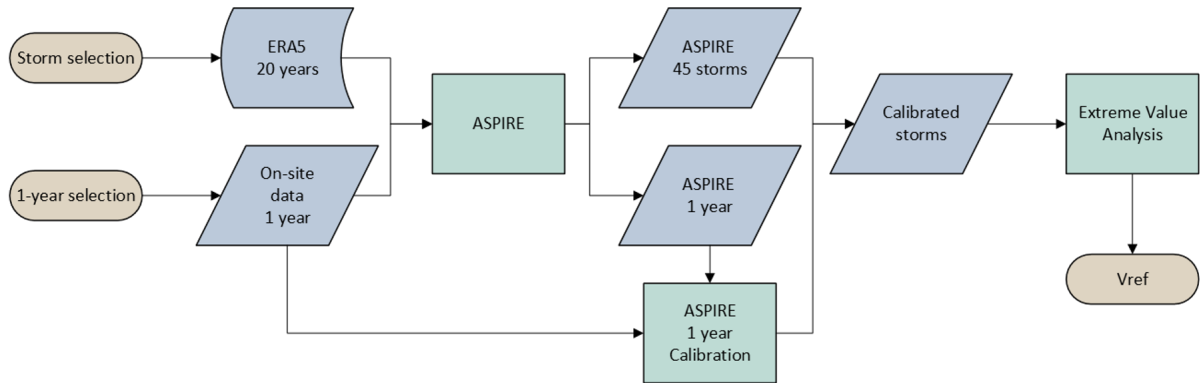 Storm selection
ERA5
20 years
ASPIRE
ASPIRE
45 storms
Calibrated
storms
Extreme Value
Analysis
1-year selection
On-site
data
1 year
ASPIRE
1 year
ASPIRE
1 year
Calibration
Vref